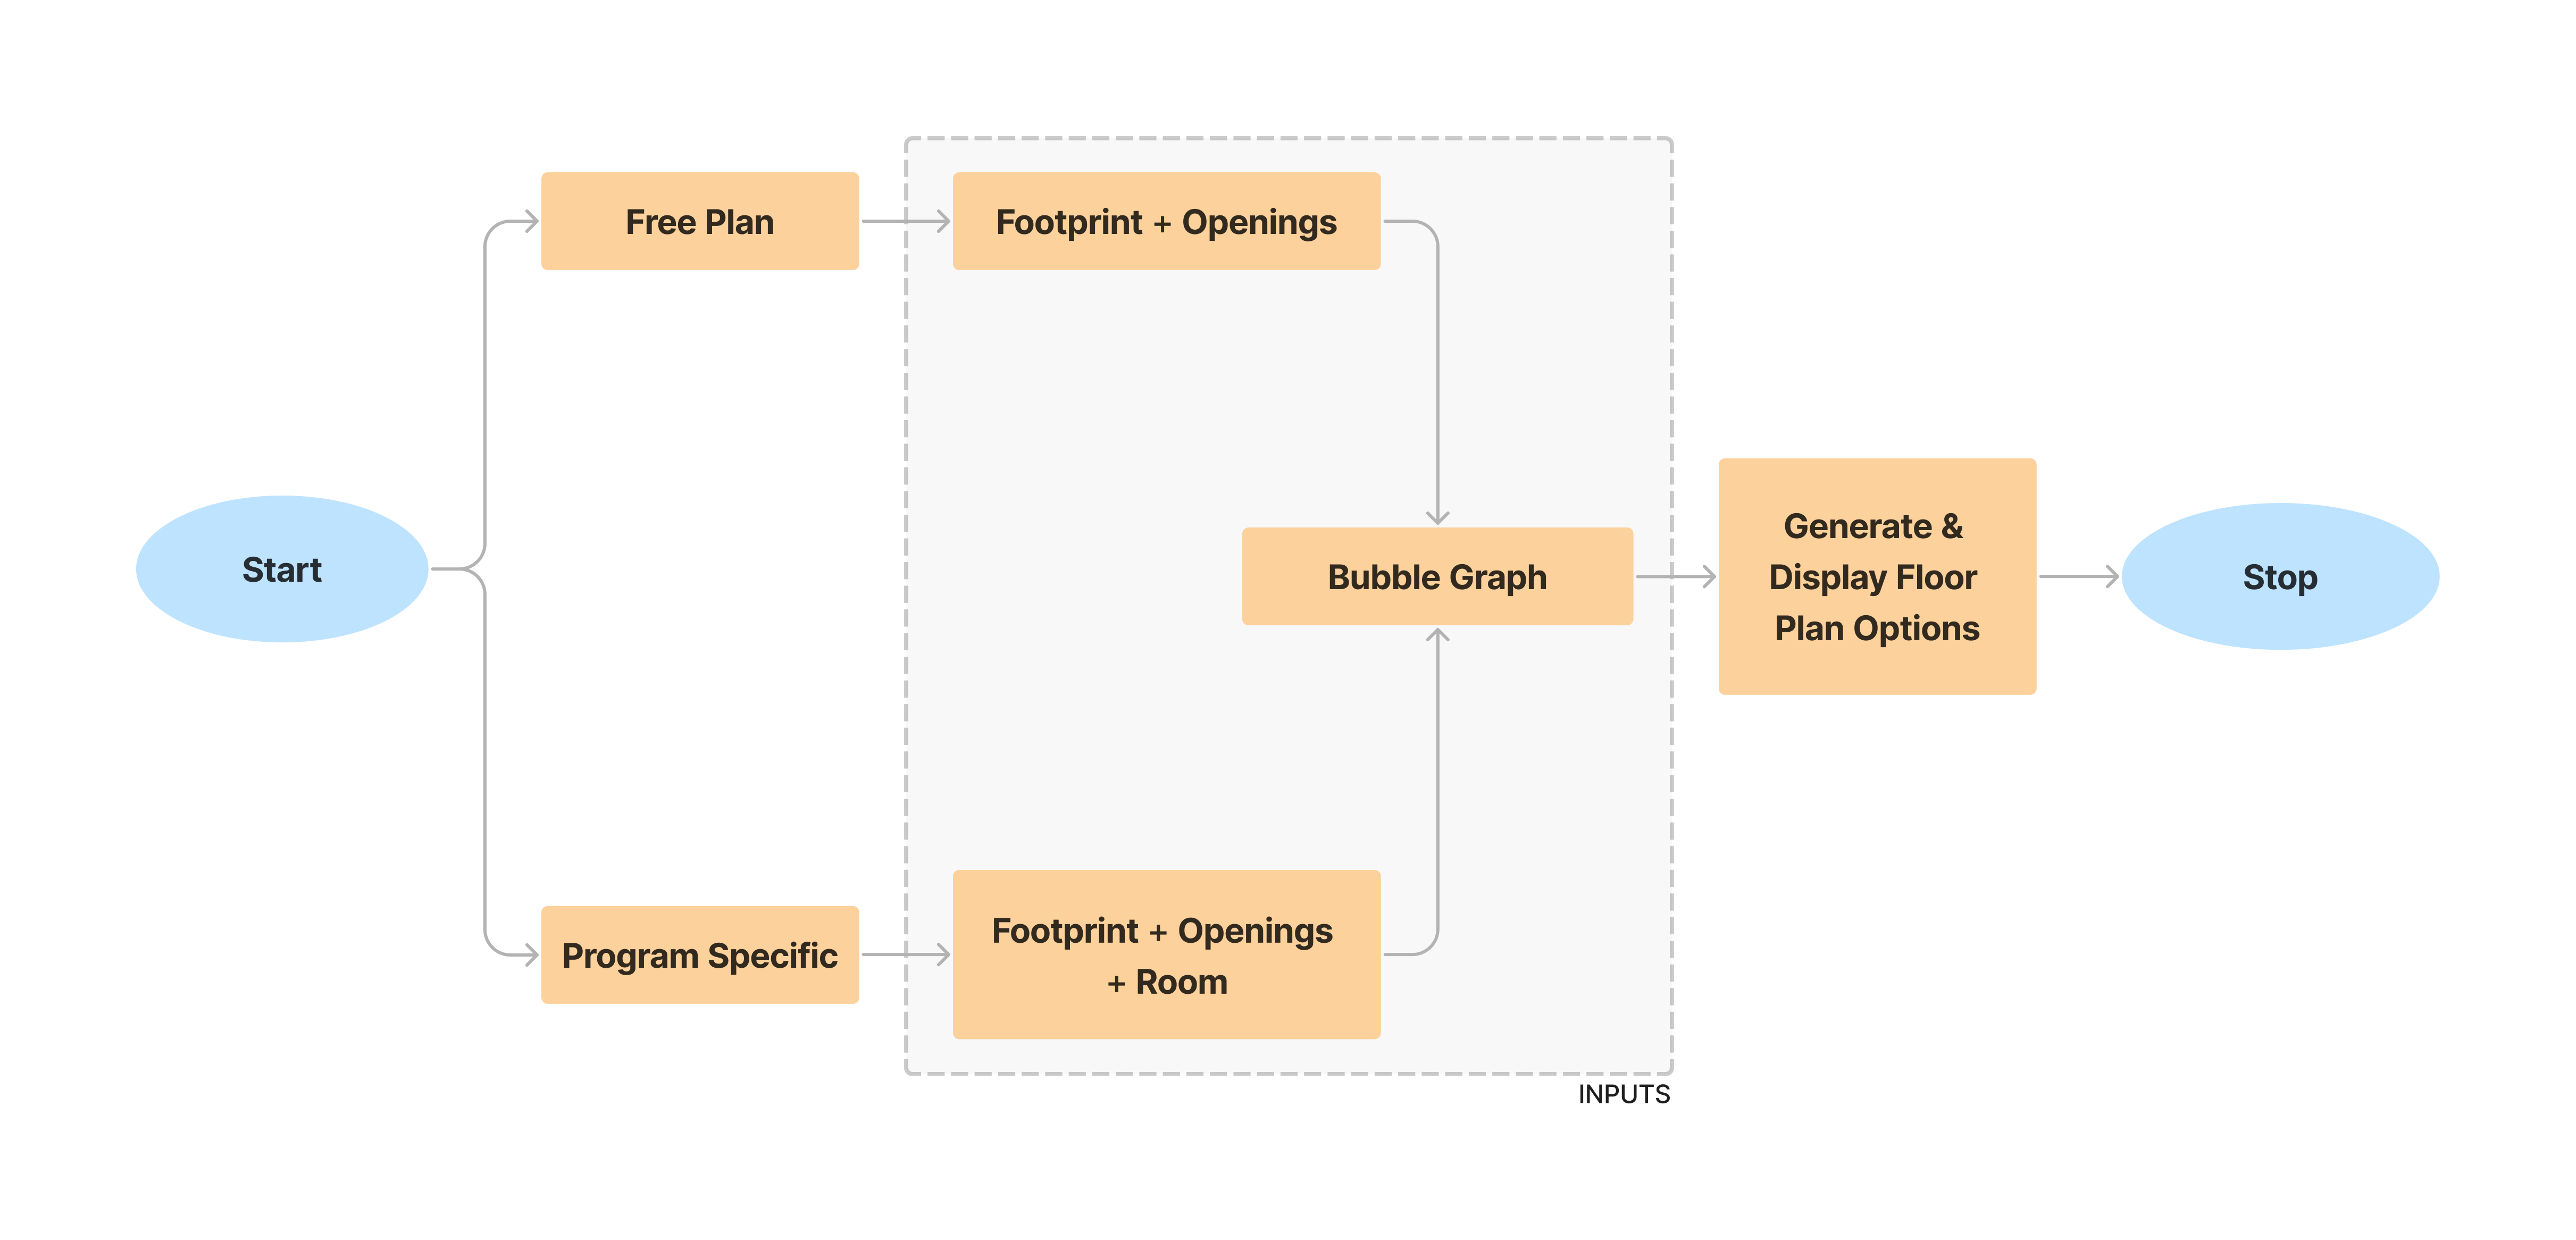 Start
Free Plan
Program Specific
Footprint + Openings
Footprint + Openings
+ Room
Bubble Graph
INPUTS
Generate &
Display Floor
Plan Options
Stop